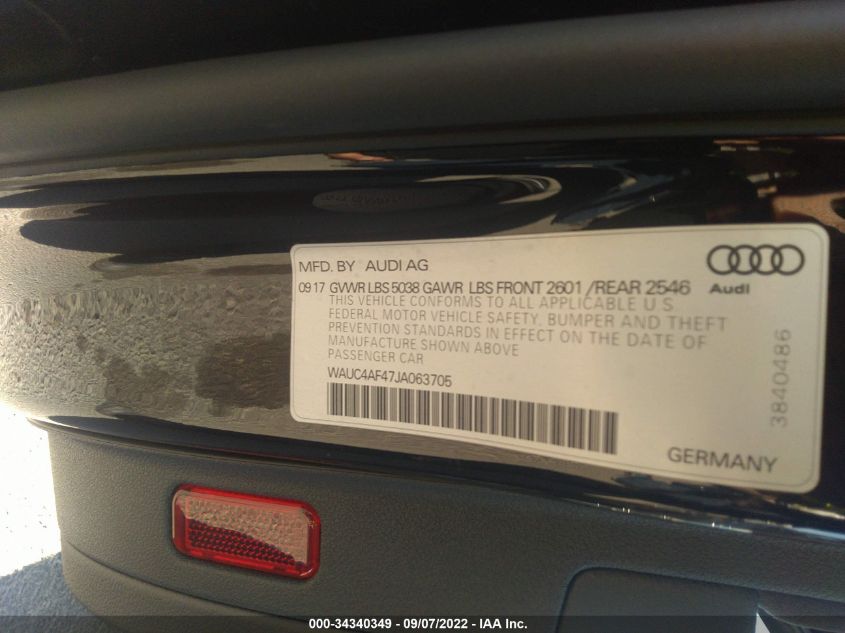 MFD. BY AUDI AG
09 17 GVWR LBS 5038 GAWR LBS FRONT 2601 /REAR 2546
Audi
THIS VEHICLE CONFORMS TO ALL APPLICABLE U.S.
FEDERAL MOTOR VEHICLE SAFETY, BUMPER AND THEFT
PREVENTION STANDARDS IN EFFECT ON THE DATE OF
MANUFACTURE SHOWN ABOVE
PASSENGER CAR
WAUC4AF47JA063705
3840486
GERMANY
000-34340349 - 09/07/2022 - IAA Inc.